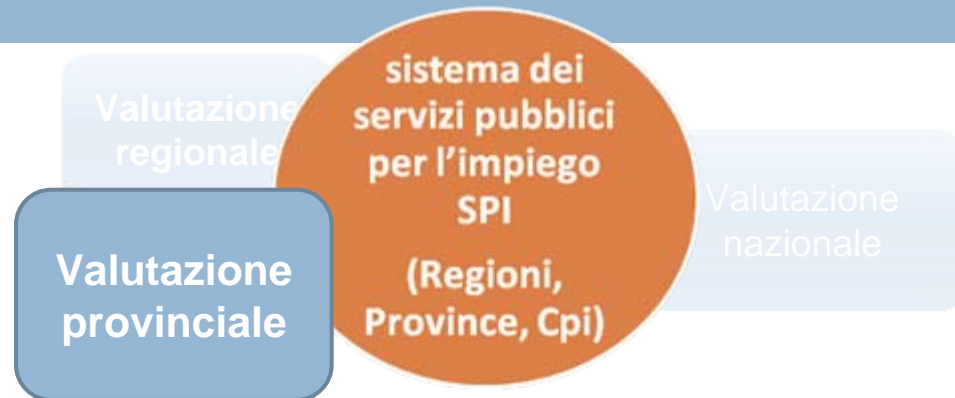 Valutazione
regionale
sistema dei
servizi pubblici
per l'impiego
SPI
(Regioni,
Province, Cpi)
Valutazione
nazionale
Valutazione
provinciale